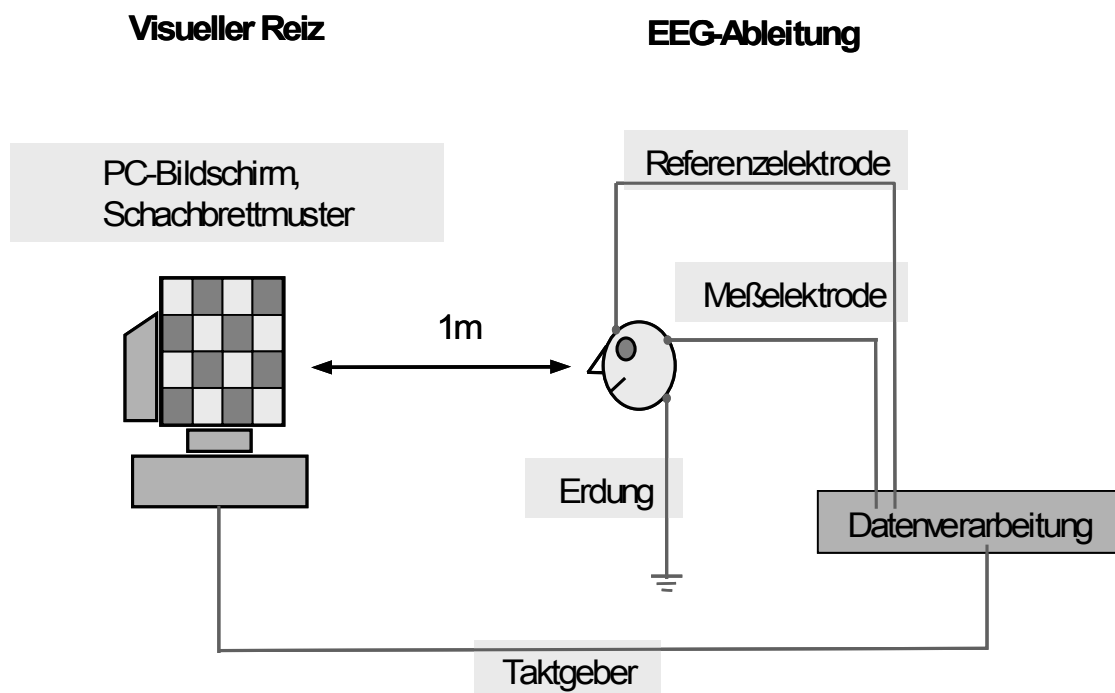 Visueller Reiz
EEG-Ableitung
PC-Bildschirm,
Schachbrettmuster
Referenzelektrode
Meßelektrode
1m
Erdung
Datenverarbeitung
Taktgeber